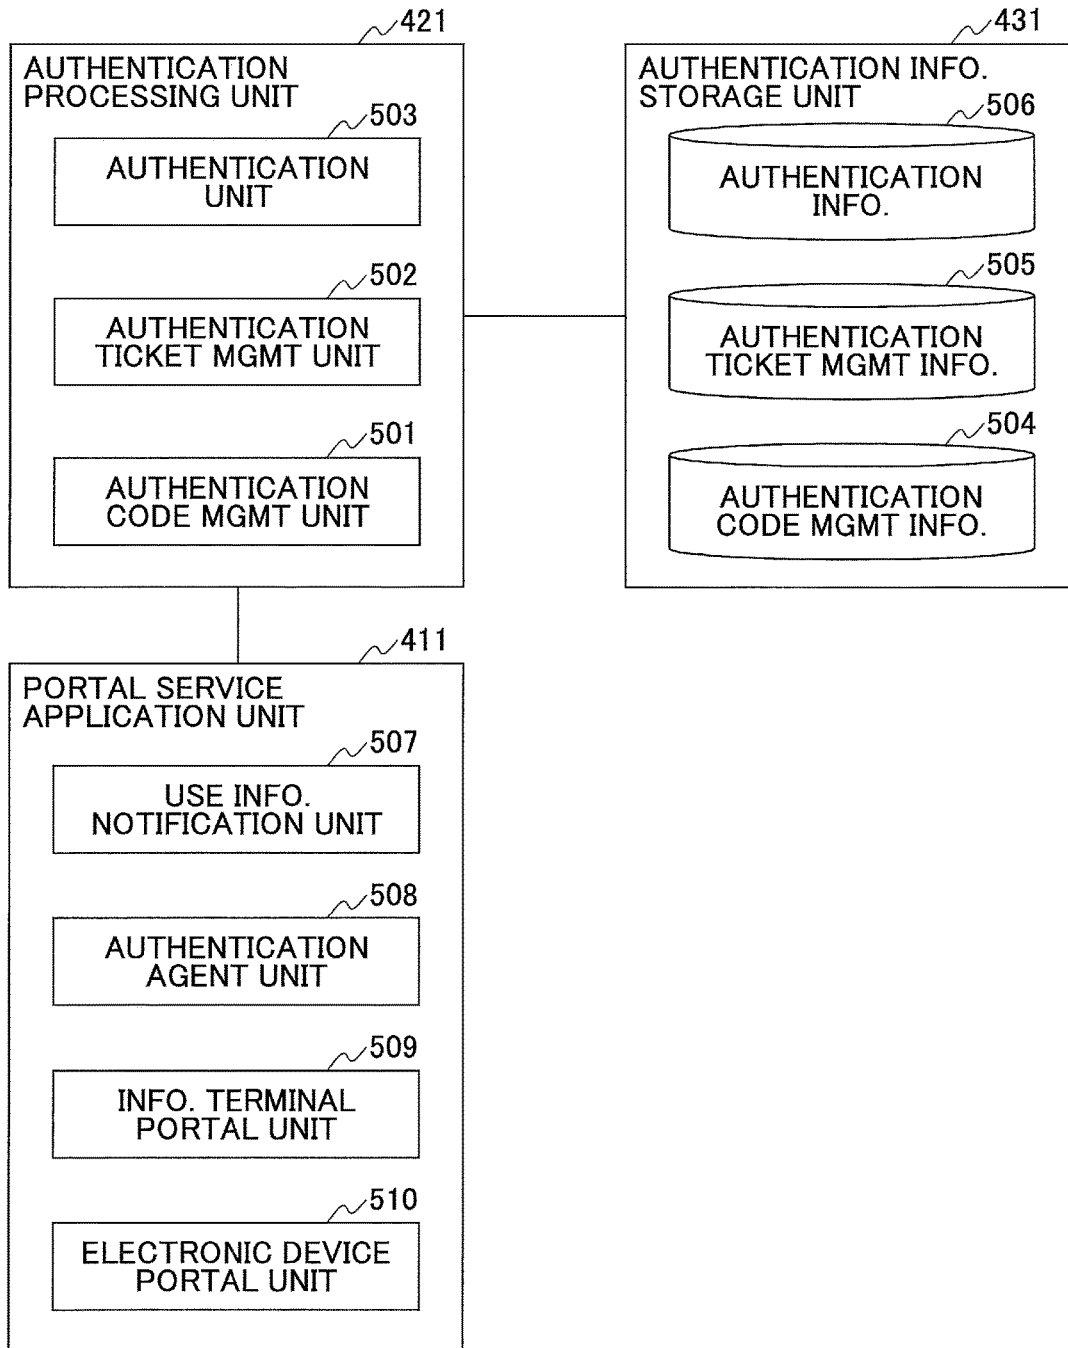 421
AUTHENTICATION
PROCESSING UNIT
503
AUTHENTICATION
UNIT
502
AUTHENTICATION
TICKET MGMT UNIT
501
AUTHENTICATION
CODE MGMT UNIT
431
AUTHENTICATION INFO.
STORAGE UNIT
506
AUTHENTICATION
INFO.
505
AUTHENTICATION
TICKET MGMT INFO.
504
AUTHENTICATION
CODE MGMT INFO.
411
PORTAL SERVICE
APPLICATION UNIT
507
USE INFO.
NOTIFICATION UNIT
508
AUTHENTICATION
AGENT UNIT
509
INFO. TERMINAL
PORTAL UNIT
510
ELECTRONIC DEVICE
PORTAL UNIT